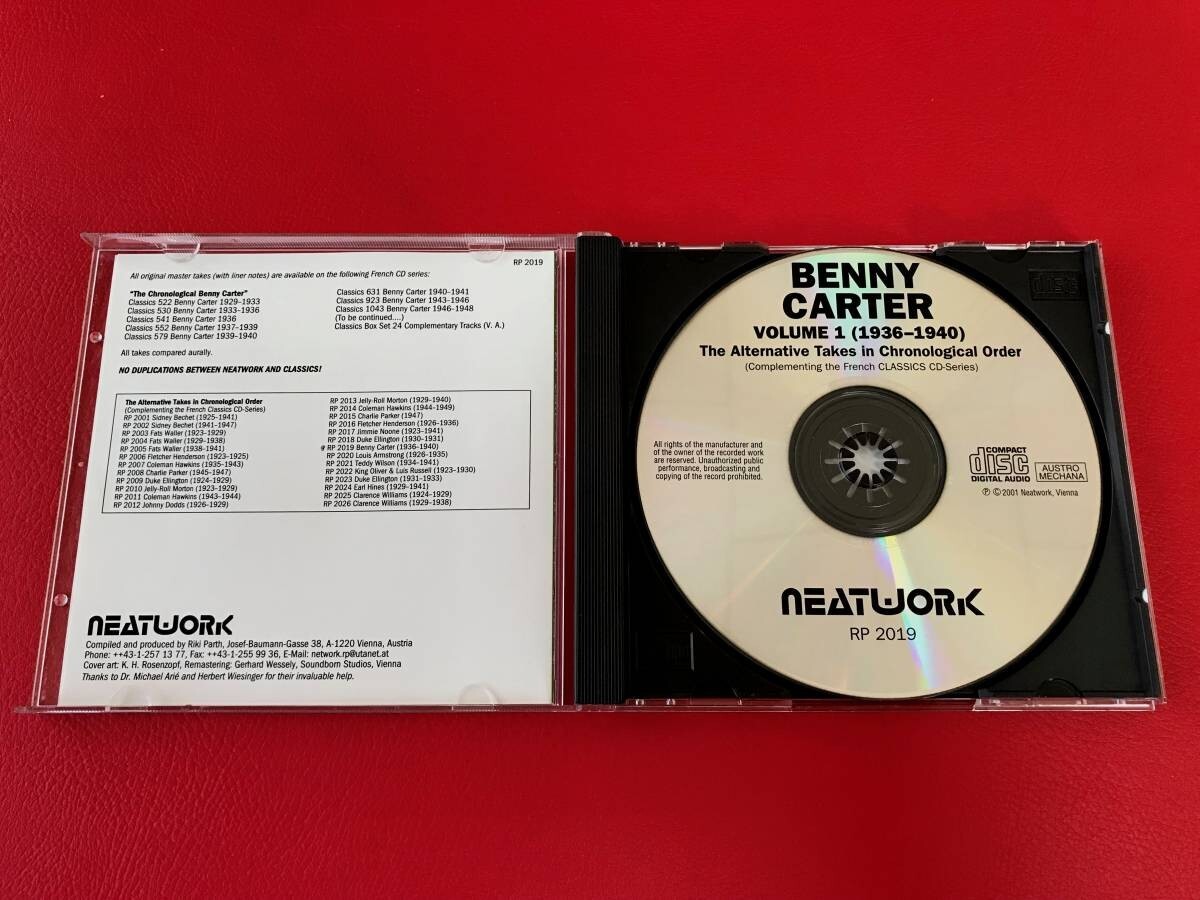 RP 2019
All original master takes (with liner notes) are available on the following French CD series:
"The Chronological Benny Carter"
Classics 522 Benny Carter 1929–1933
Classics 530 Benny Carter 1933–1936
Classics 541 Benny Carter 1936
Classics 552 Benny Carter 1937–1939
Classics 579 Benny Carter 1939–1940
Classics 631 Benny Carter 1940–1941
Classics 923 Benny Carter 1943–1946
Classics 1043 Benny Carter 1946–1948
(To be continued....)
Classics Box Set 24 Complementary Tracks (V. A.)
All takes compared aurally.
NO DUPLICATIONS BETWEEN NEATWORK AND CLASSICS!
The Alternative Takes in Chronological Order
(Complementing the French Classics CD-Series)
RP 2001 Sidney Bechet (1925–1941)
RP 2002 Sidney Bechet (1941–1947)
RP 2003 Fats Waller (1923–1929)
RP 2004 Fats Waller (1929–1938)
RP 2005 Fats Waller (1938–1941)
RP 2006 Fletcher Henderson (1923–1925)
RP 2007 Coleman Hawkins (1935–1943)
RP 2008 Charlie Parker (1945–1947)
RP 2009 Duke Ellington (1924–1929)
RP 2010 Jelly-Roll Morton (1923–1929)
RP 2011 Coleman Hawkins (1943–1944)
RP 2012 Johnny Dodds (1926–1929)
RP 2013 Jelly-Roll Morton (1929–1940)
RP 2014 Coleman Hawkins (1944–1949)
RP 2015 Charlie Parker (1947)
RP 2016 Fletcher Henderson (1926–1936)
RP 2017 Jimmie Noone (1923–1941)
RP 2018 Duke Ellington (1930–1931)
RP 2019 Benny Carter (1936–1940)
RP 2020 Louis Armstrong (1926–1935)
RP 2021 Teddy Wilson (1934–1941)
RP 2022 King Oliver & Luis Russell (1923–1930)
RP 2023 Duke Ellington (1931–1933)
RP 2024 Earl Hines (1929–1941)
RP 2025 Clarence Williams (1924–1929)
RP 2026 Clarence Williams (1929–1938)
NEATWORK
Compiled and produced by Riki Parth, Josef-Baumann-Gasse 38, A-1220 Vienna, Austria
Phone: ++43-1-257 13 77, Fax: ++43-1-255 99 36, E-Mail: network.rp@utanet.at
Cover art: K. H. Rosenzopf, Remastering: Gerhard Wessely, Soundborn Studios, Vienna
Thanks to Dr. Michael Arié and Herbert Wiesinger for their invaluable help.
BENNY
CARTER
VOLUME 1 (1936–1940)
The Alternative Takes in Chronological Order
(Complementing the French CLASSICS CD-Series)
All rights of the manufacturer and
of the owner of the recorded work
are reserved. Unauthorized public
performance, broadcasting and
copying of the record prohibited.
COMPACT
disc
DIGITAL AUDIO
AUSTRO
MECHANA
℗ © 2001 Neatwork, Vienna
NEATWORK
RP 2019
disc